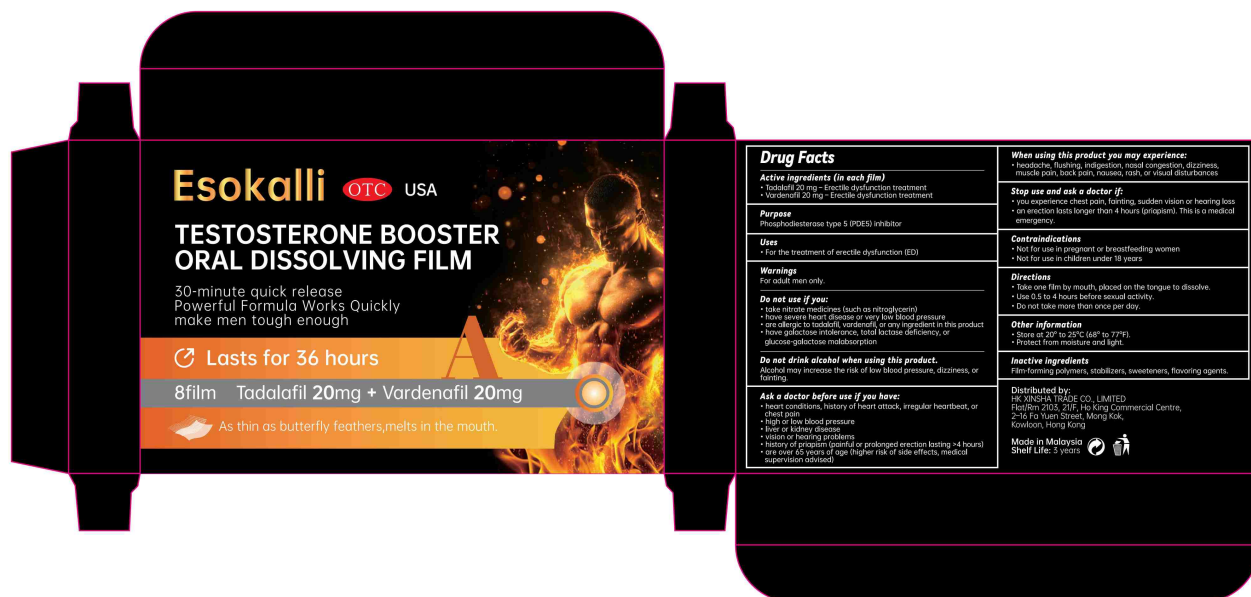 Esokalli OTC USA
TESTOSTERONE BOOSTER
ORAL DISSOLVING FILM
30-minute quick release
Powerful Formula Works Quickly
make men tough enough
A
Lasts for 36 hours
8film Tadalafil 20mg + Vardenafil 20mg
As thin as butterfly feathers,melts in the mouth.
Drug Facts
Active ingredients (in each film)
• Tadalafil 20 mg – Erectile dysfunction treatment
• Vardenafil 20 mg – Erectile dysfunction treatment
Purpose
Phosphodiesterase type 5 (PDE5) inhibitor
Uses
• For the treatment of erectile dysfunction (ED)
Warnings
For adult men only.
Do not use if you:
• take nitrate medicines (such as nitroglycerin)
• have severe heart disease or very low blood pressure
• are allergic to tadalafil, vardenafil, or any ingredient in this product
• have galactose intolerance, total lactase deficiency, or
glucose-galactose malabsorption
Do not drink alcohol when using this product.
Alcohol may increase the risk of low blood pressure, dizziness, or
fainting.
Ask a doctor before use if you have:
• heart conditions, history of heart attack, irregular heartbeat, or
chest pain
• high or low blood pressure
• liver or kidney disease
• vision or hearing problems
• history of priapism (painful or prolonged erection lasting >4 hours)
• are over 65 years of age (higher risk of side effects, medical
supervision advised)
When using this product you may experience:
• headache, flushing, indigestion, nasal congestion, dizziness,
muscle pain, back pain, nausea, rash, or visual disturbances
Stop use and ask a doctor if:
• you experience chest pain, fainting, sudden vision or hearing loss
• an erection lasts longer than 4 hours (priapism). This is a medical
emergency.
Contraindications
• Not for use in pregnant or breastfeeding women
• Not for use in children under 18 years
Directions
• Take one film by mouth, placed on the tongue to dissolve.
• Use 0.5 to 4 hours before sexual activity.
• Do not take more than once per day.
Other information
• Store at 20° to 25°C (68° to 77°F).
• Protect from moisture and light.
Inactive ingredients
Film-forming polymers, stabilizers, sweeteners, flavoring agents.
Distributed by:
HK XINSHA TRADE CO., LIMITED
Flat/Rm 2103, 21/F, Ho King Commercial Centre,
2-16 Fa Yuen Street, Mong Kok,
Kowloon, Hong Kong
Made in Malaysia
Shelf Life: 3 years